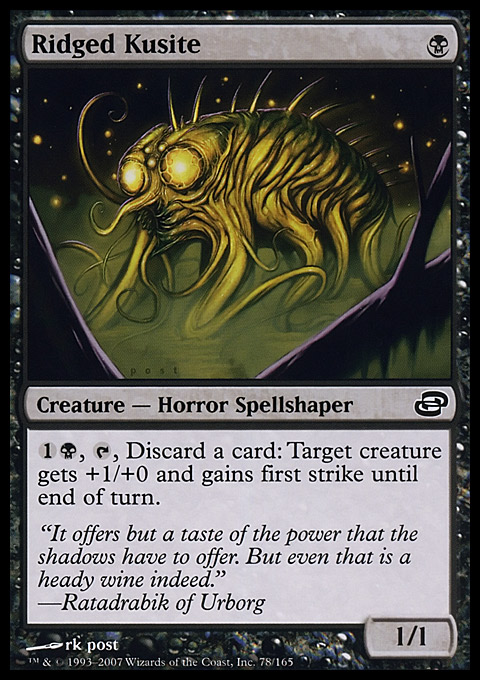 Ridged Kusite
post
Creature — Horror Spellshaper
1, , Discard a card: Target creature
gets +1/+0 and gains first strike until
end of turn.
“It offers but a taste of the power that the
shadows have to offer. But even that is a
heady wine indeed.”
—Ratadrabik of Urborg
rk post
1/1
™ & © 1993–2007 Wizards of the Coast, Inc. 78/165